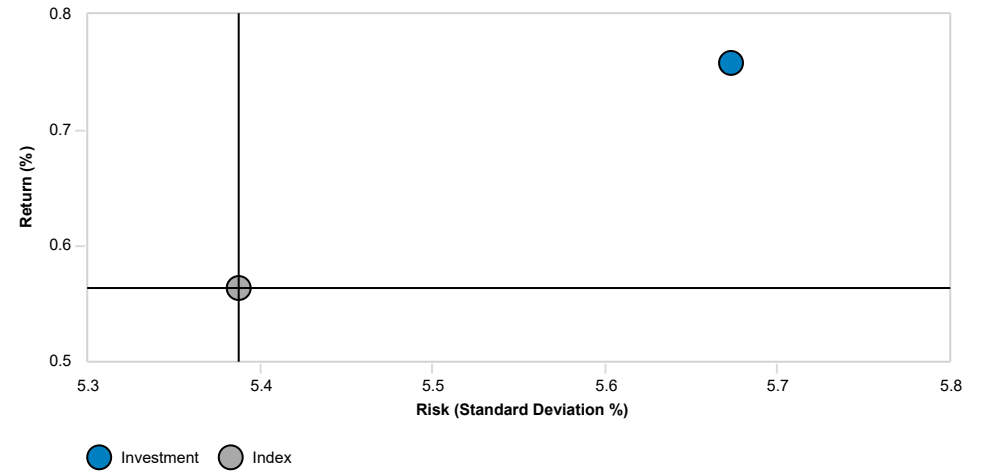 0.8
0.7
0.6
0.5
Return (%)
5.3 5.4 5.5 5.6 5.7 5.8
Risk (Standard Deviation %)
Investment Index